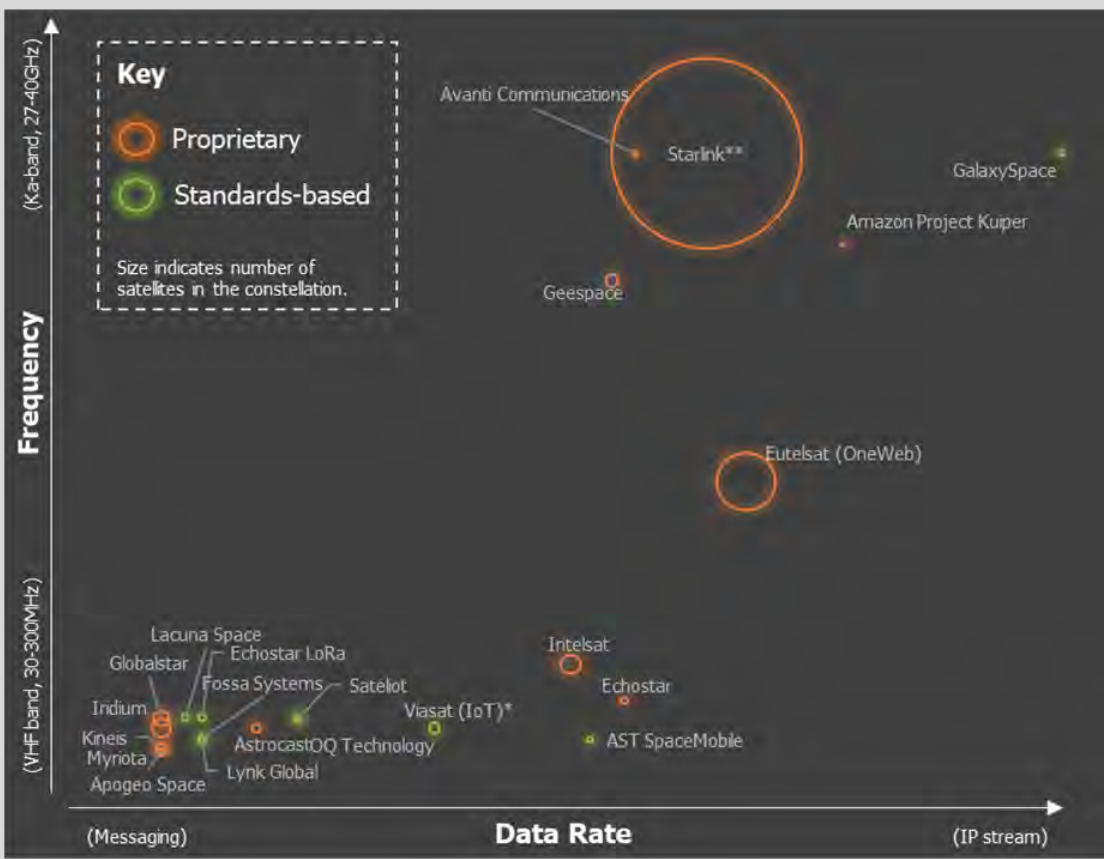 Key
Proprietary
Standards-based
Size indicates number of
satellites in the constellation.
(Ka-band, 27-40GHz)
Frequency
(VHF band, 30-300MHz)
Avanti Communications
Starlink**
GalaxySpace
Amazon Project Kuiper
Geespace
Eutelsat (OneWeb)
Lacuna Space
Globalstar
Echostar LoRa
Fossa Systems
Sateliot
Iridium
Viasat (IoT)*
Intelsat
Echostar
Kineis
Myriota
Astrocast
OQ Technology
AST SpaceMobile
Apogeo Space
Lynk Global
(Messaging)
Data Rate
(IP stream)